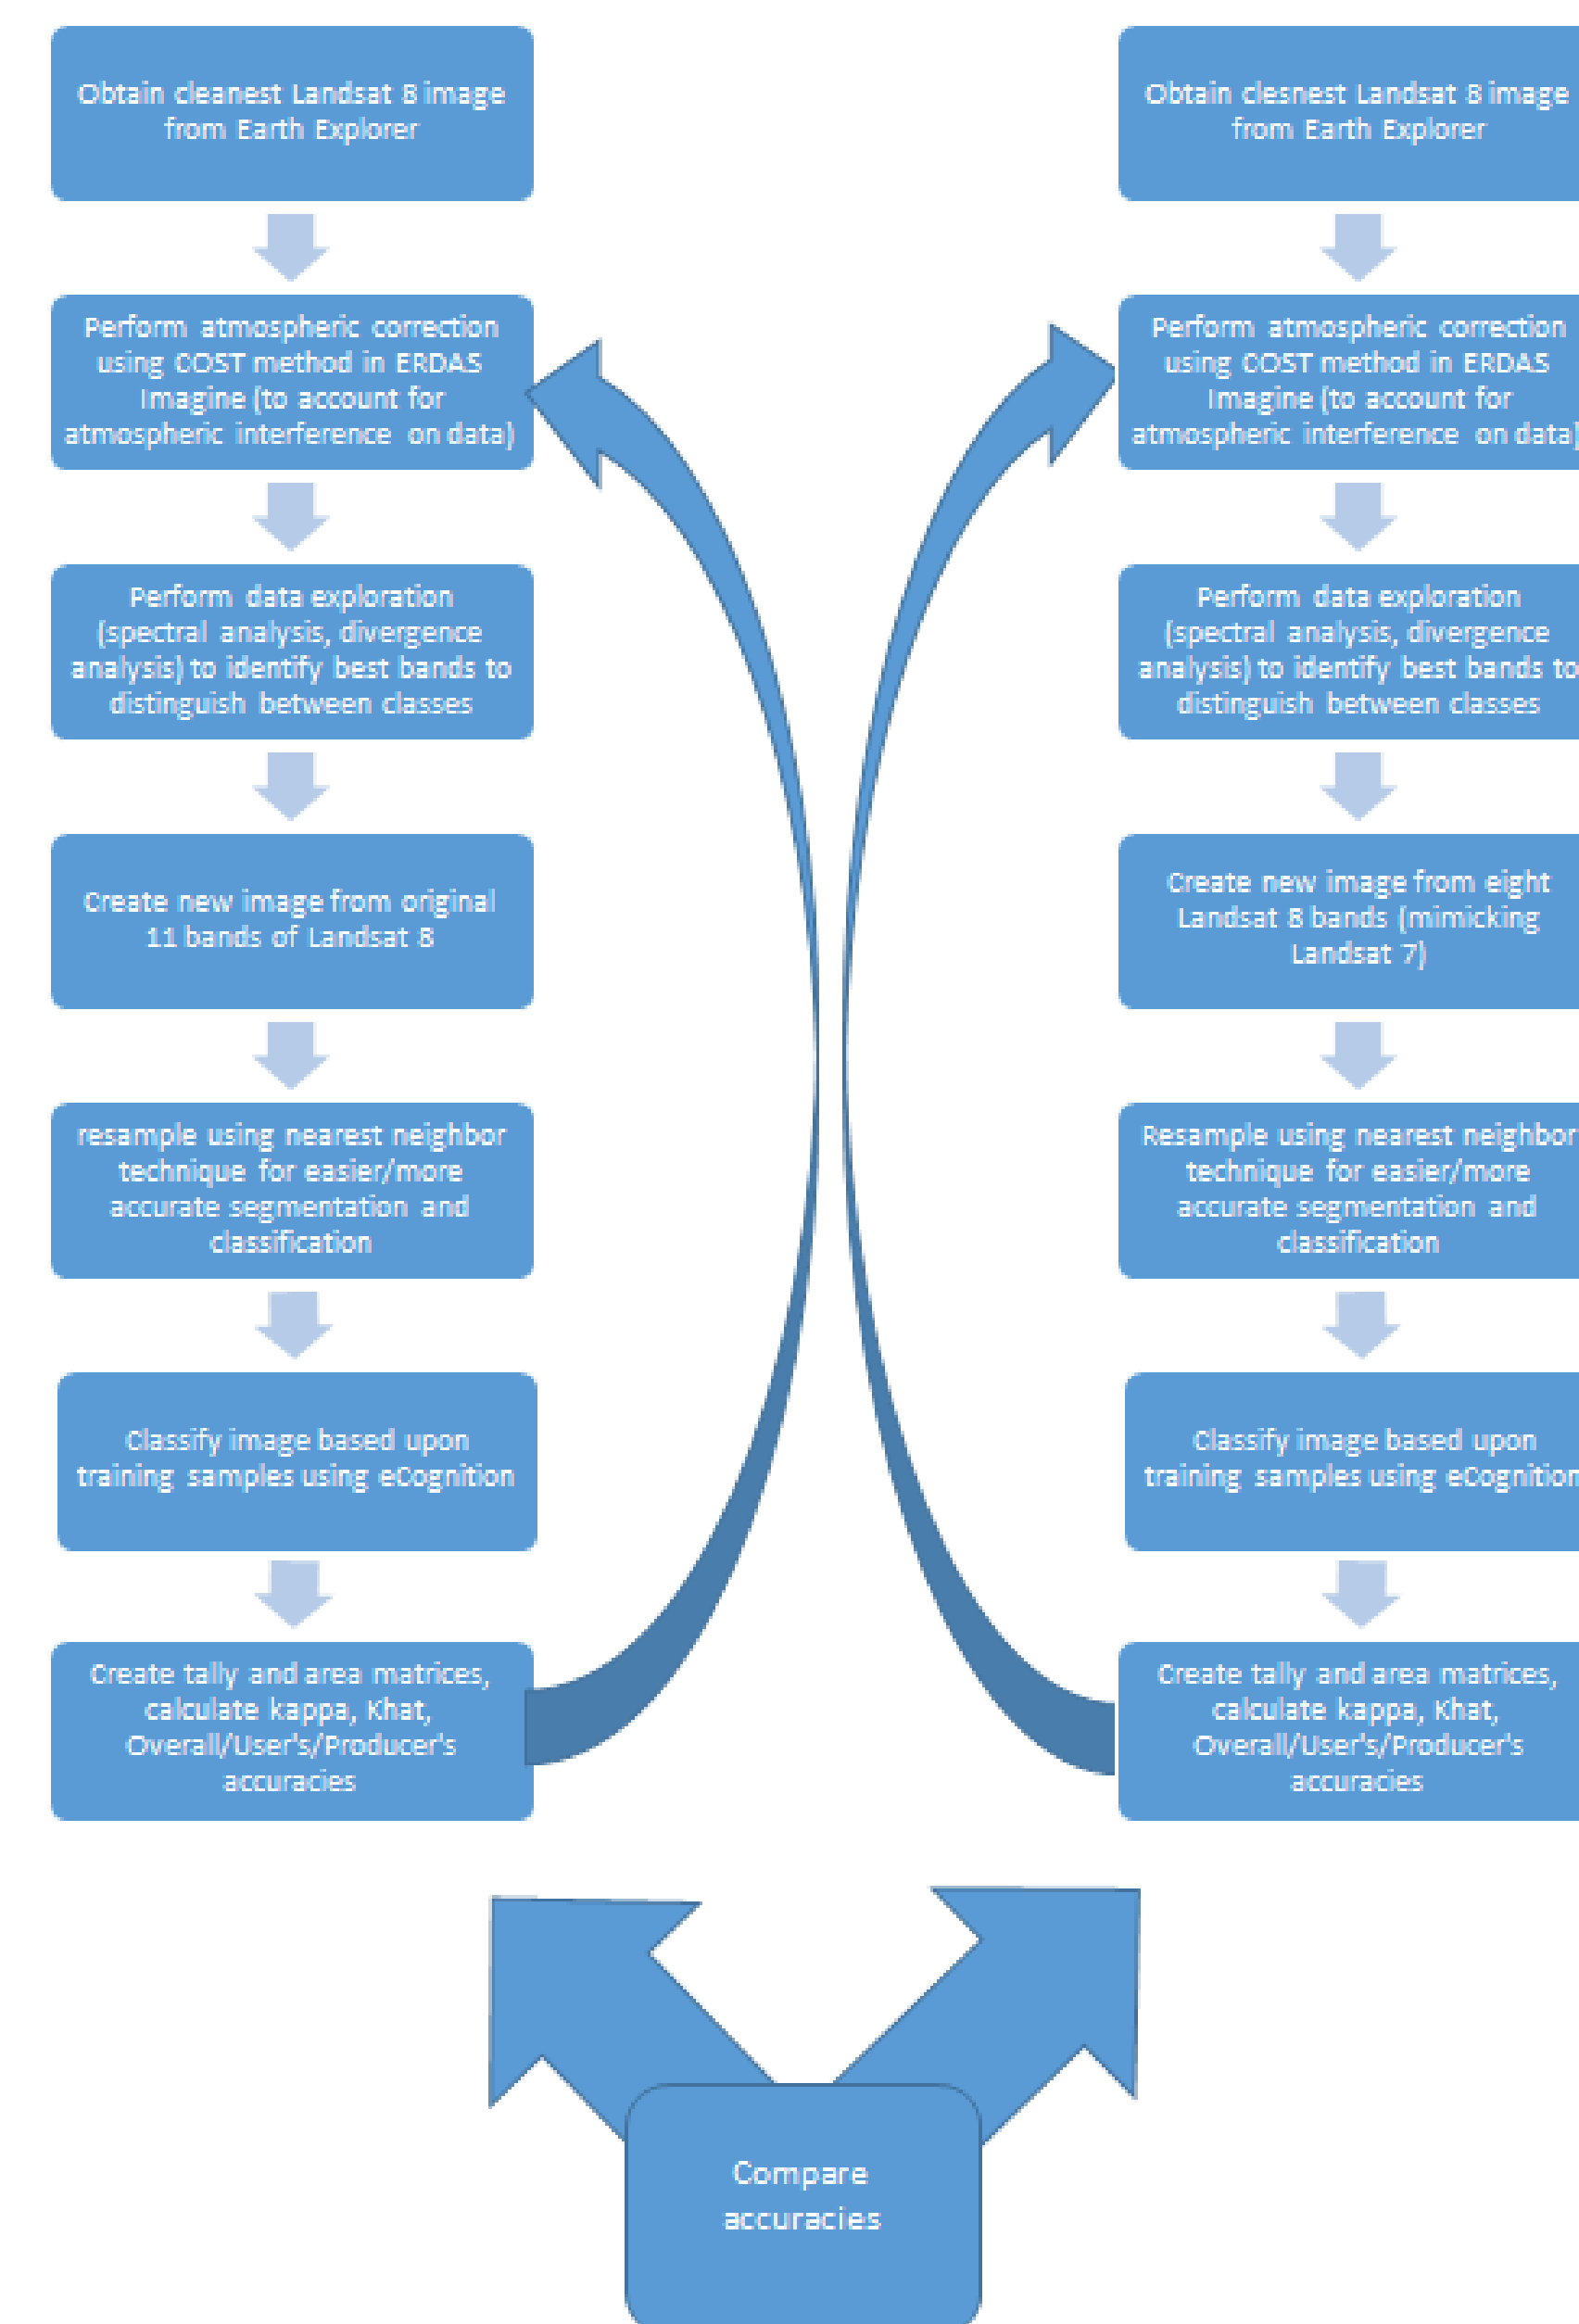 Obtain cleanest Landsat 8 image
from Earth Explorer
Perform atmospheric correction
using COST method in ERDAS
Imagine (to account for
atmospheric interference on data)
Perform data exploration
(spectral analysis, divergence
analysis) to identify best bands to
distinguish between classes
Create new image from original
11 bands of Landsat 8
resample using nearest neighbor
technique for easier/more
accurate segmentation and
classification
Classify image based upon
training samples using eCognition
Create tally and area matrices,
calculate kappa, Khat,
Overall/User's/Producer's
accuracies
Obtain clesnest Landsat 8 image
from Earth Explorer
Perform atmospheric correction
using COST method in ERDAS
Imagine (to account for
atmospheric interference on data)
Perform data exploration
(spectral analysis, divergence
analysis) to identify best bands to
distinguish between classes
Create new image from eight
Landsat 8 bands (mimicking
Landsat 7)
Resample using nearest neighbor
technique for easier/more
accurate segmentation and
classification
Classify image based upon
training samples using eCognition
Create tally and area matrices,
calculate kappa, Khat,
Overall/User's/Producer's
accuracies
Compare
accuracies